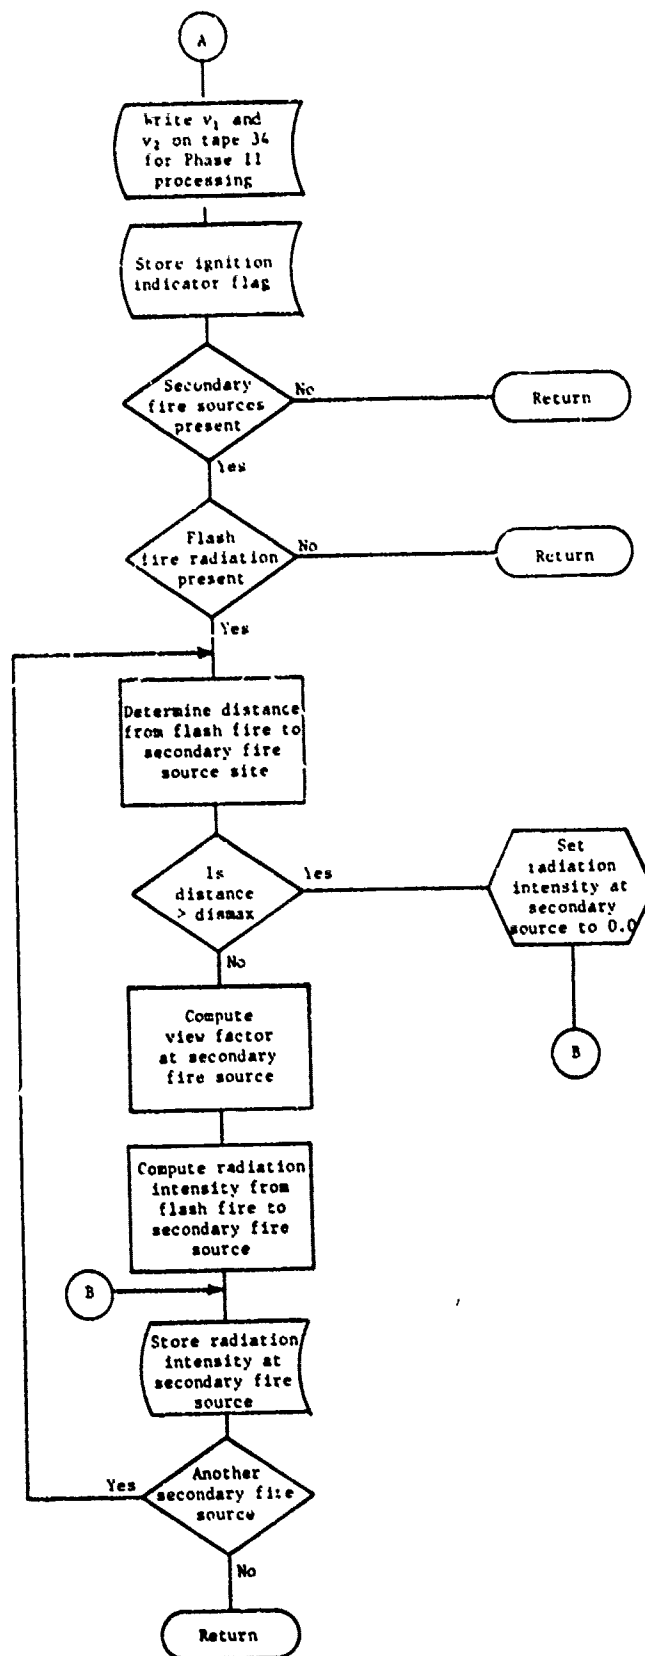 A
Write v₁ and
v₂ on tape 34
for Phase II
processing
Store ignition
indicator flag
Secondary
fire sources
present
No
Return
Yes
Flash
fire radiation
present
No
Return
Yes
Determine distance
from flash fire to
secondary fire
source site
Is
distance
> dismax
Yes
Set
radiation
intensity at
secondary
source to 0.0
No
B
Compute
view factor
at secondary
fire source
Compute radiation
intensity from
flash fire to
secondary fire
source
B
Store radiation
intensity at
secondary fire
source
Another
secondary fire
source
Yes
No
Return